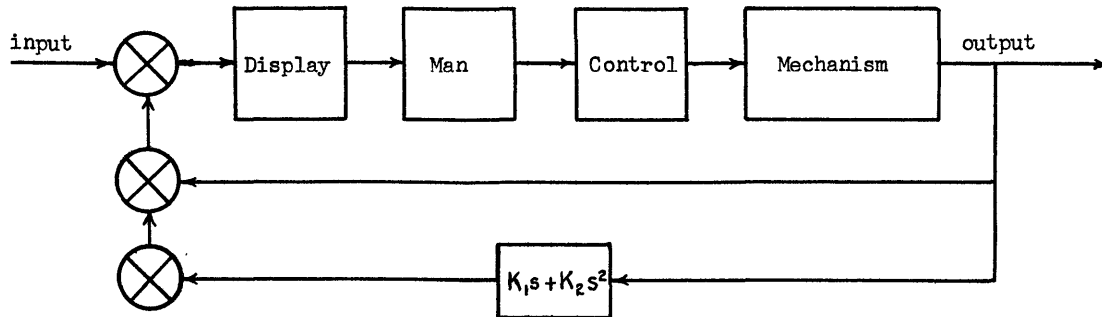 input
Display
Man
Control
Mechanism
output
K₁s+K₂s²